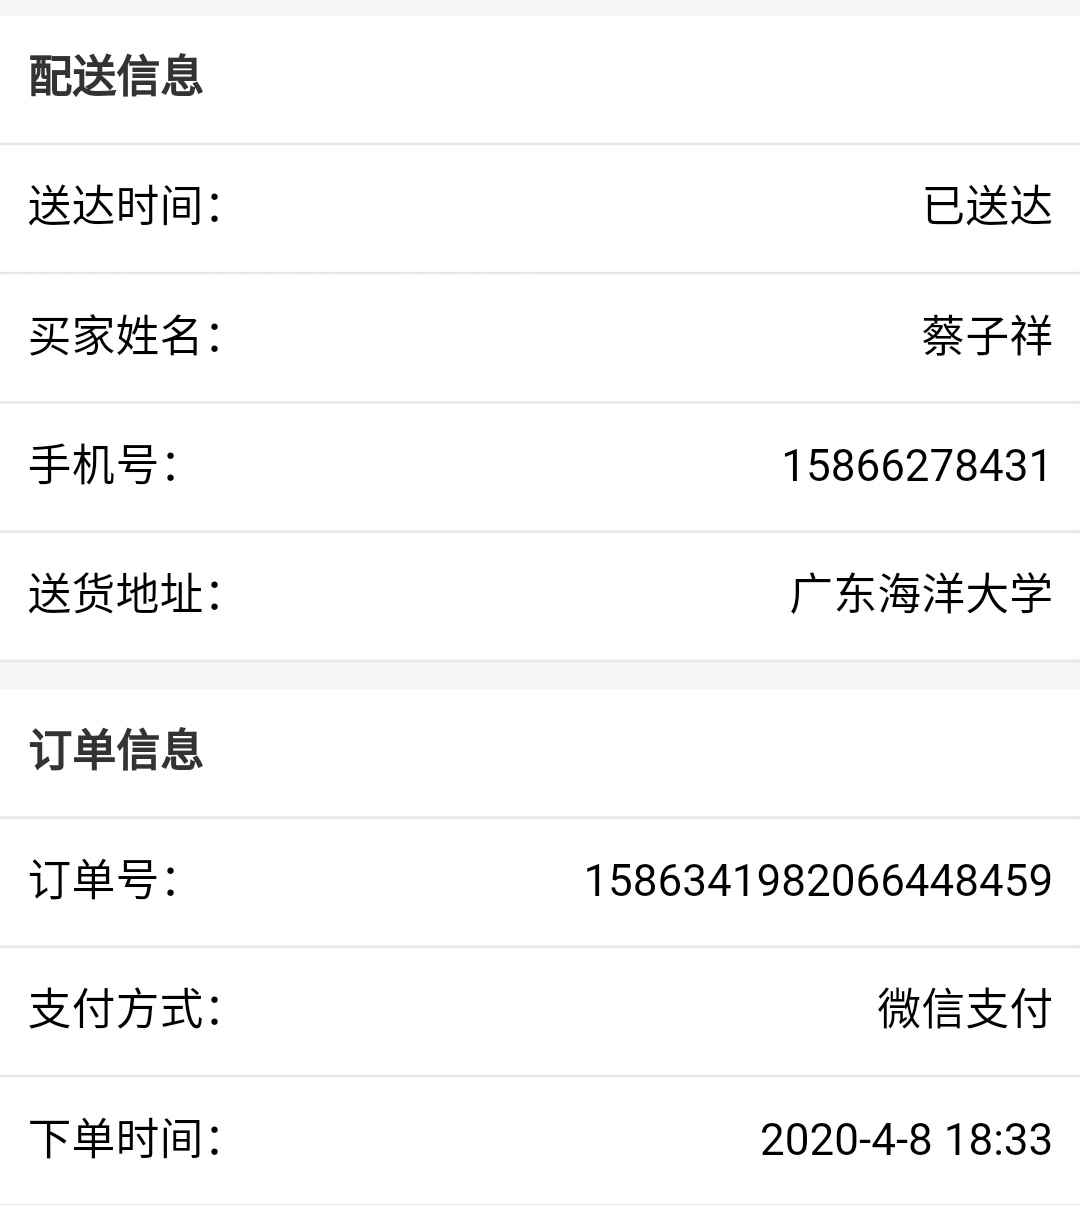 配送信息
送达时间： 已送达
买家姓名： 蔡子祥
手机号： 15866278431
送货地址： 广东海洋大学
订单信息
订单号： 1586341982066448459
支付方式： 微信支付
下单时间： 2020-4-8 18:33